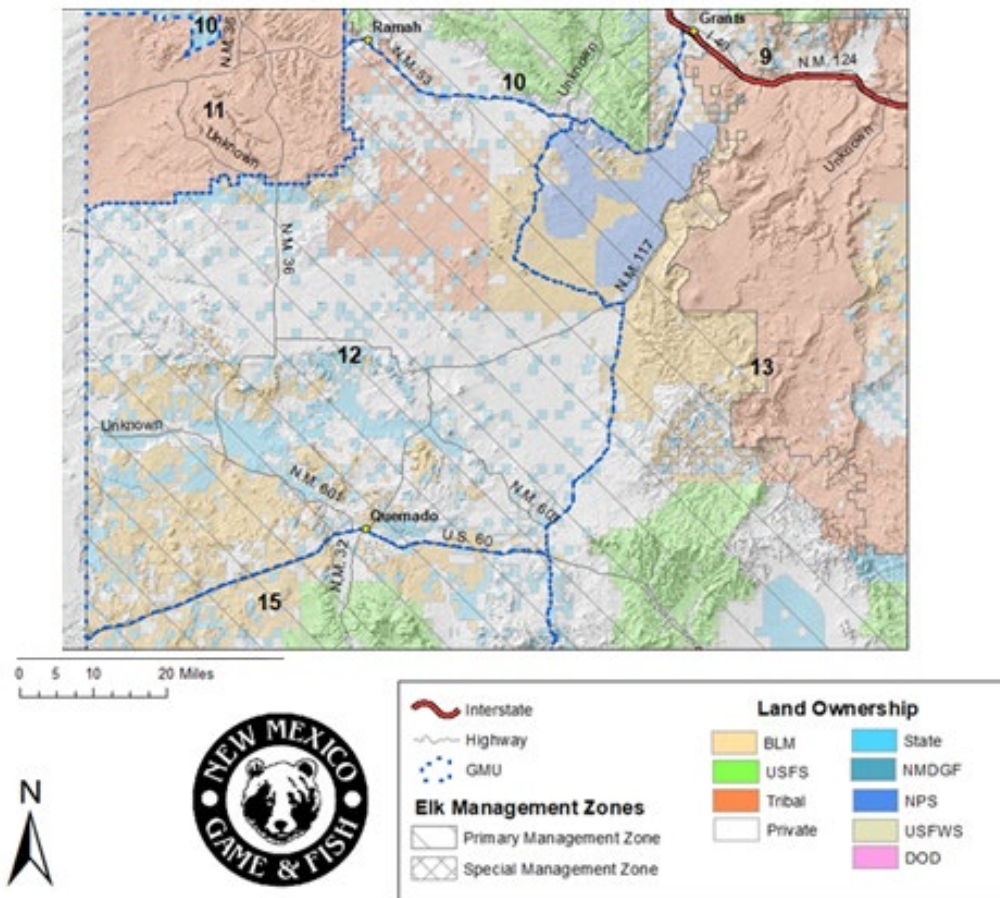 10
N.M. 36
Ramah
N.M. 53
10
Unknown
Grants
I-40
9
N.M. 124
11
Unknown
Unknown
N.M. 36
N.M. 117
12
13
Unknown
N.M. 601
N.M. 601
Quemado
U.S. 60
N.M. 32
15
0 5 10 20 Miles
N
NEW MEXICO
GAME & FISH
Interstate
Highway
GMU
Elk Management Zones
Primary Management Zone
Special Management Zone
Land Ownership
BLM
USFS
Tribal
Private
State
NMDGF
NPS
USFWS
DOD